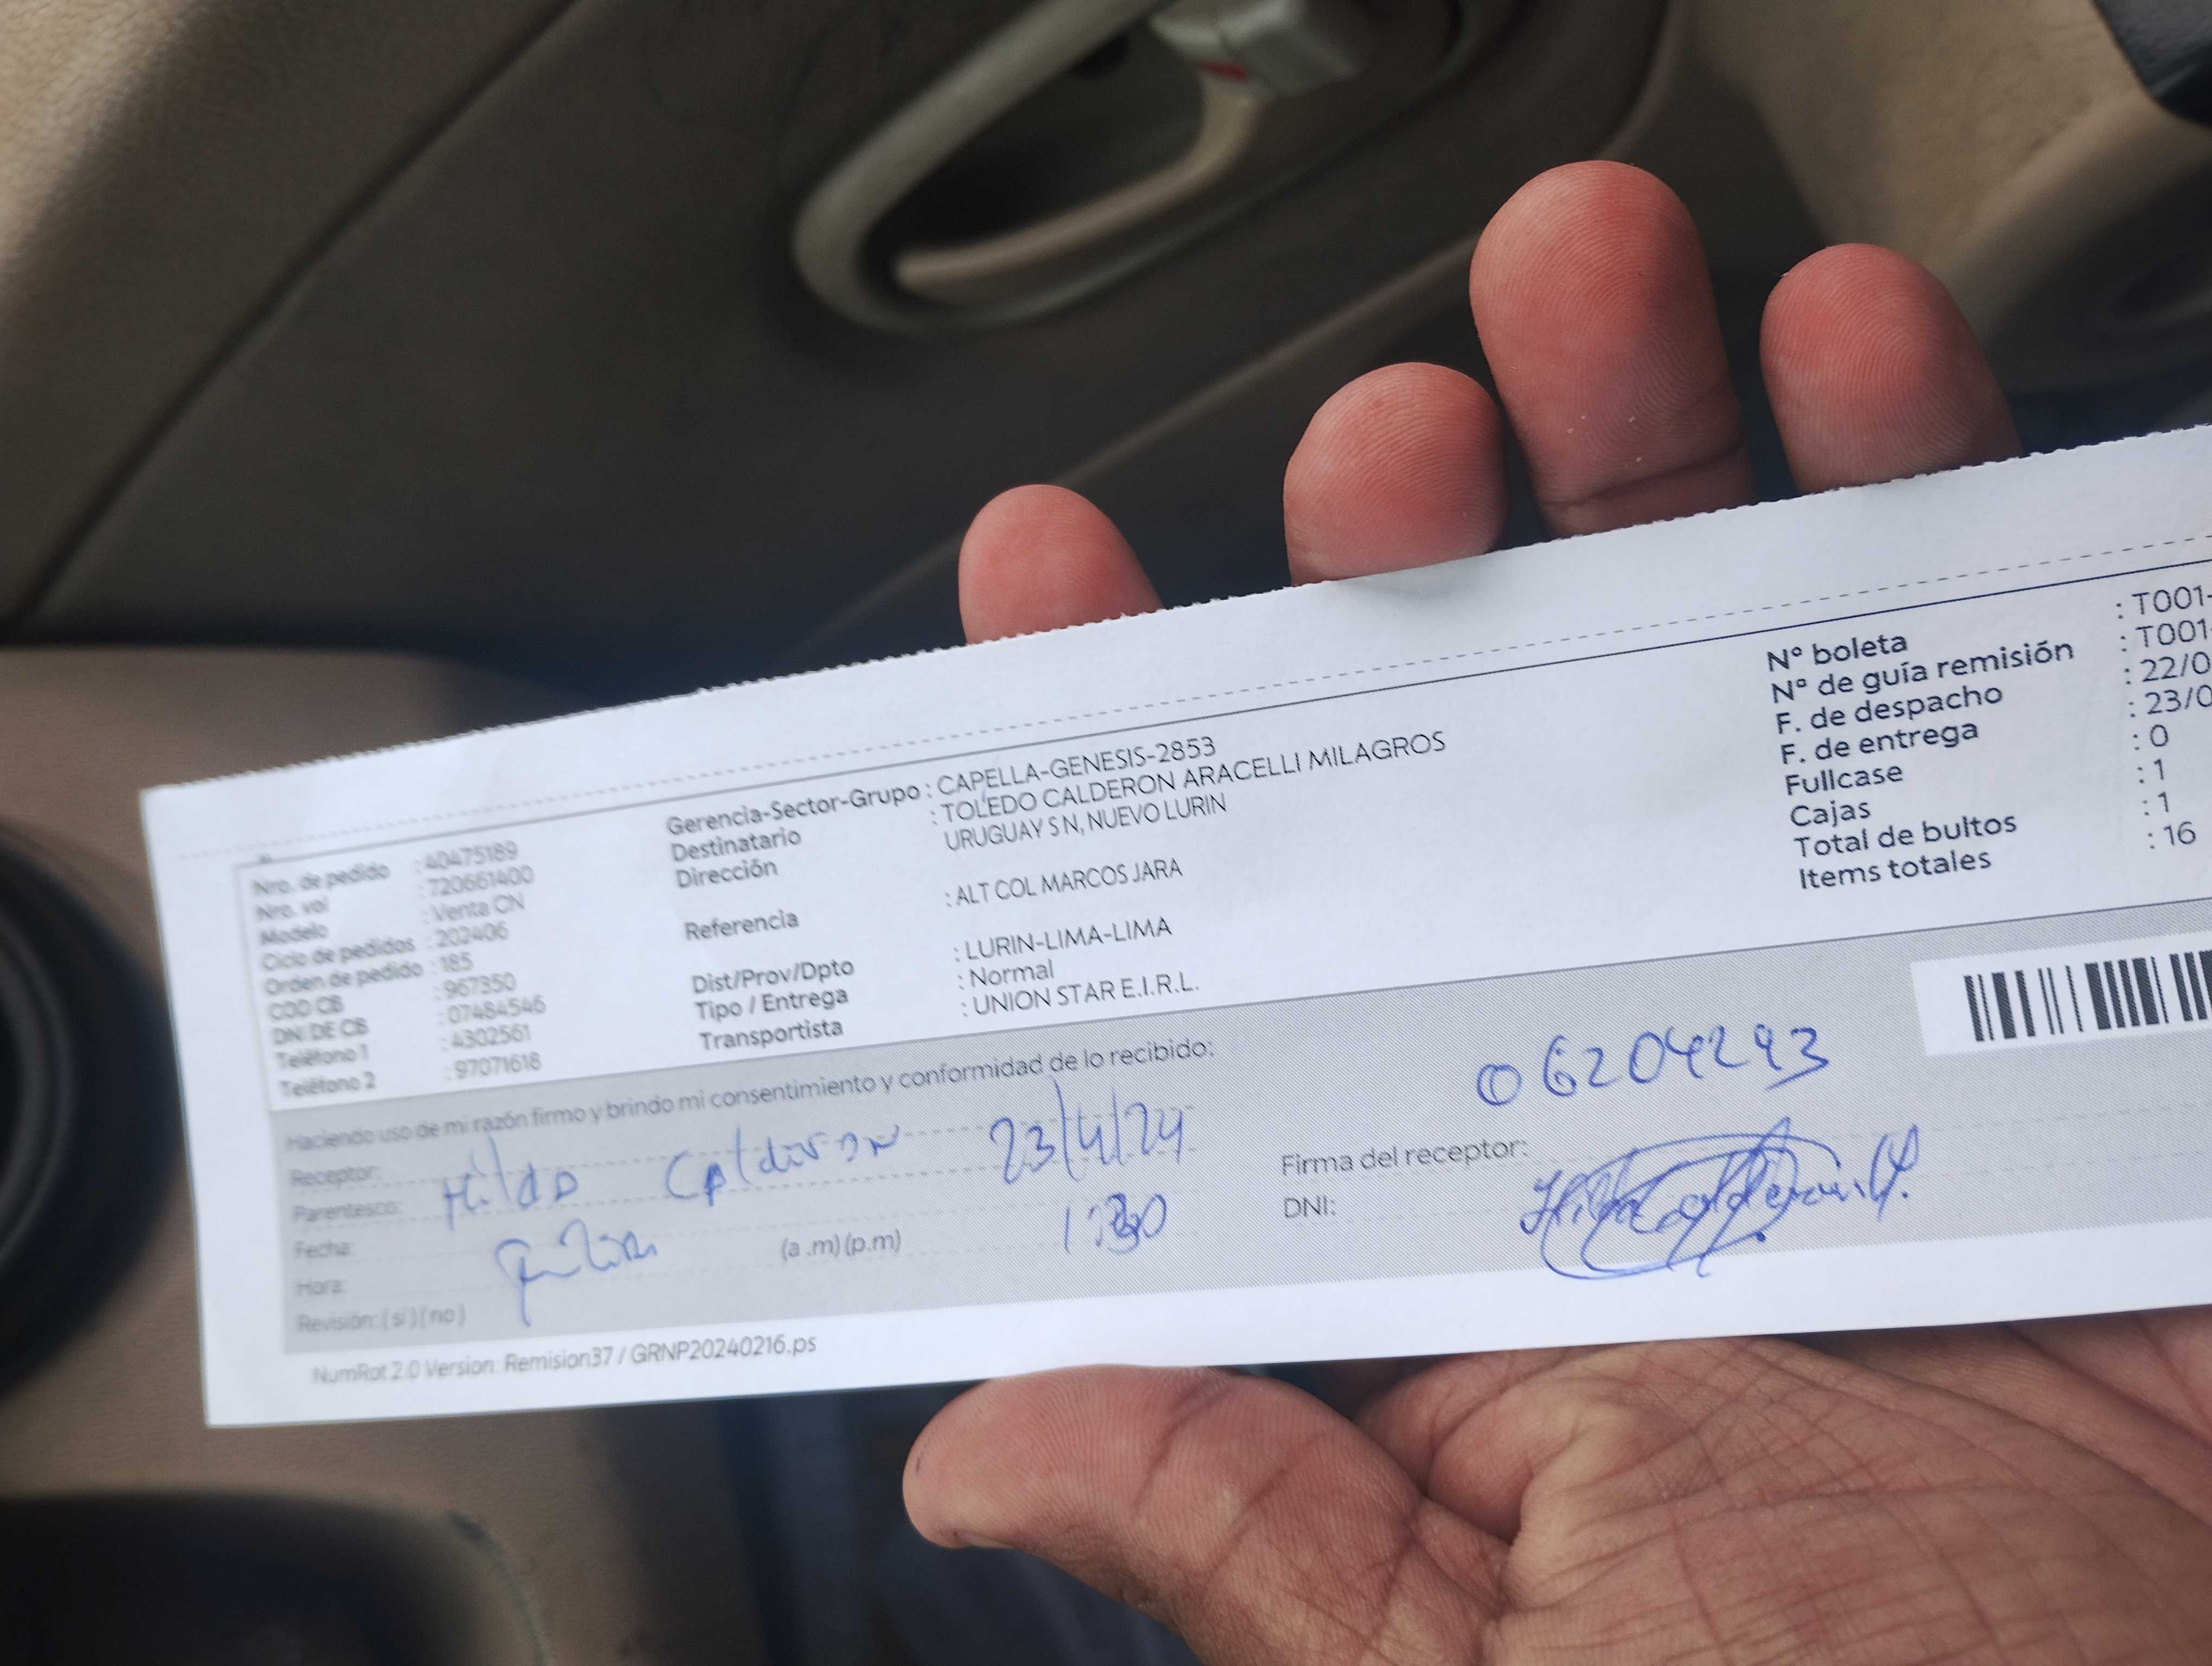 Nro. de pedido : 40475189
Nro. vol : 720661400
Modelo : Venta CN
Ciclo de pedidos : 202406
Orden de pedido : 185
COD CB : 967350
DNI DE CB : 07484546
Teléfono 1 : 4302561
Teléfono 2 : 97071618
Gerencia-Sector-Grupo : CAPELLA-GENESIS-2853
Destinatario : TOLEDO CALDERON ARACELLI MILAGROS
Dirección URUGUAY S N, NUEVO LURIN
Referencia : ALT COL MARCOS JARA
Dist/Prov/Dpto : LURIN-LIMA-LIMA
Tipo / Entrega : Normal
Transportista : UNION STAR E.I.R.L.
N° boleta : T001-
N° de guía remisión : T001-
F. de despacho : 22/0
F. de entrega : 23/0
Fullcase : 0
Cajas : 1
Total de bultos : 1
Items totales : 16
Haciendo uso de mi razón firmo y brindo mi consentimiento y conformidad de lo recibido:
Receptor:
Parentesco: Hilda Calderon 23/4/24
Fecha:
Hora: (a .m) (p.m) 1:30
Revisión: ( si ) ( no )
06204293
Firma del receptor:
DNI: Hilda Calderon
NumRot 2.0 Version: Remision37 / GRNP20240216.ps